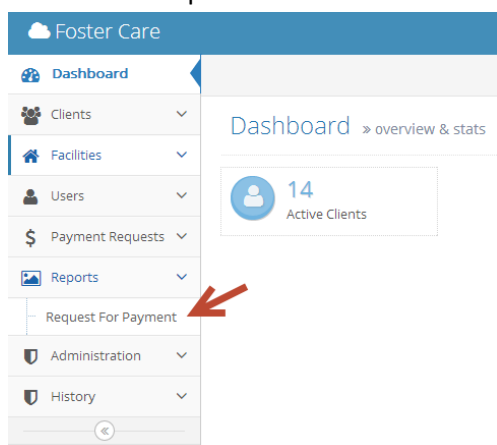 Foster Care
Dashboard
Clients
Facilities
Users
$ Payment Requests
Reports
Request For Payment
Administration
History
Dashboard » overview & stats
14
Active Clients